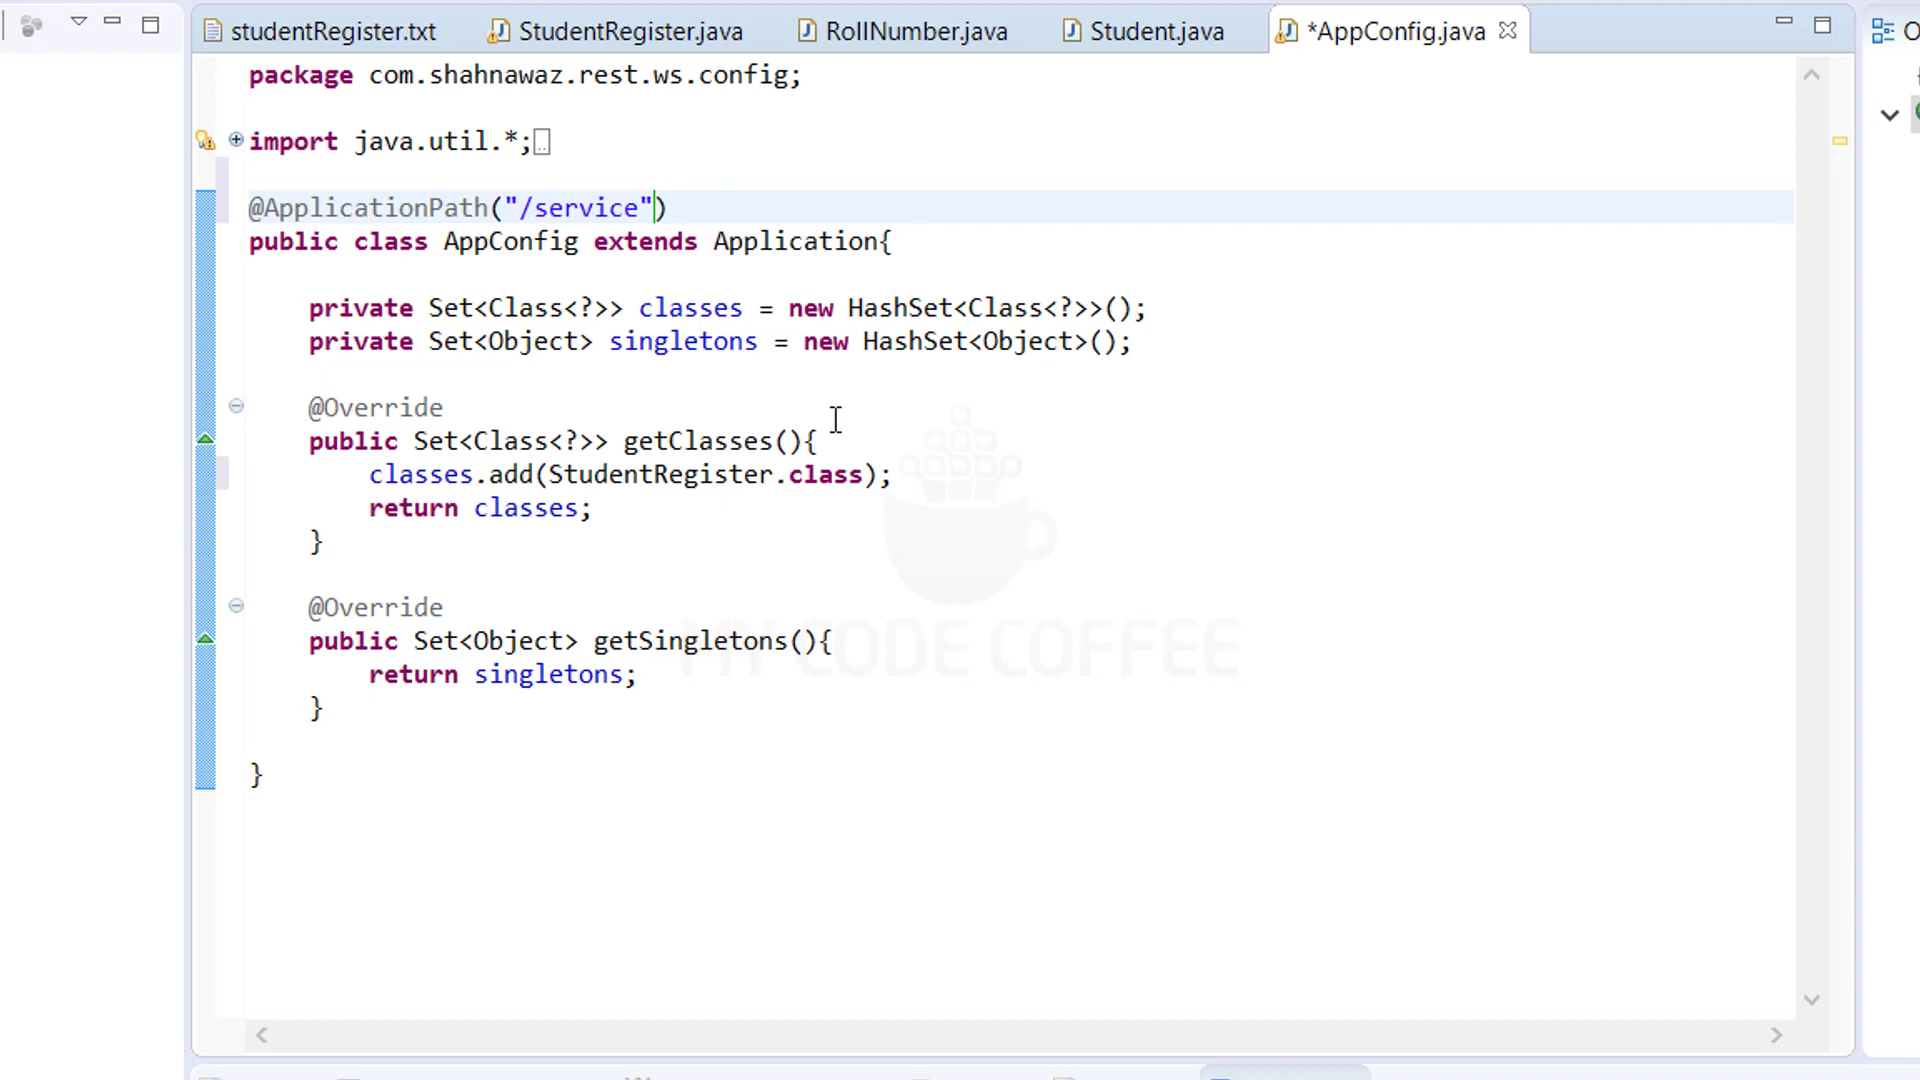 studentRegister.txt StudentRegister.java RollNumber.java Student.java *AppConfig.java
package com.shahnawaz.rest.ws.config;
import java.util.*;
@ApplicationPath("/service")
public class AppConfig extends Application{
private Set<Class<?>> classes = new HashSet<Class<?>>();
private Set<Object> singletons = new HashSet<Object>();
@Override
public Set<Class<?>> getClasses(){
classes.add(StudentRegister.class);
return classes;
}
@Override
public Set<Object> getSingletons(){
return singletons;
}
}
MY CODE COFFEE